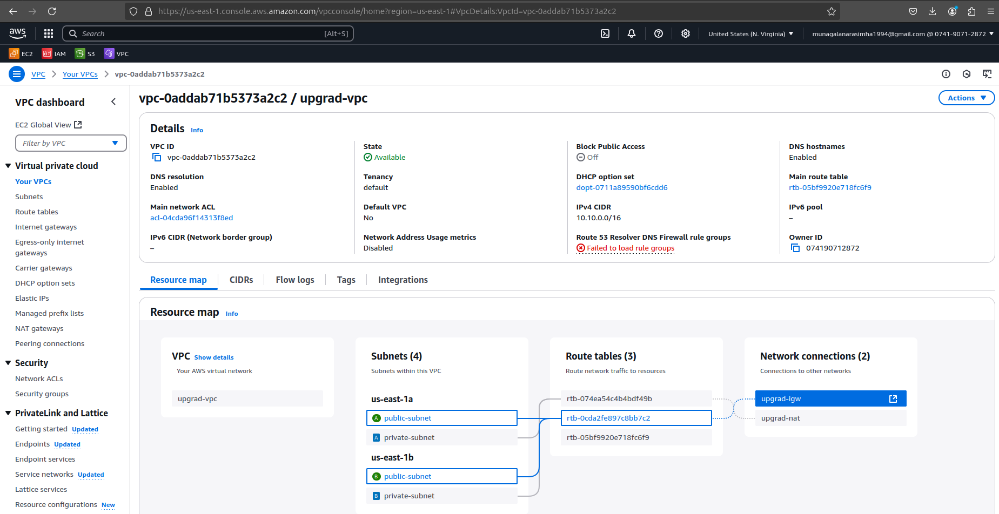 https://us-east-1.console.aws.amazon.com/vpcconsole/home?region=us-east-1#VpcDetails:VpcId=vpc-0addab71b5373a2c2
aws
Search
[Alt+S]
United States (N. Virginia)
munagalanarasimha1994@gmail.com @ 0741-9071-2872
EC2
IAM
S3
VPC
VPC
Your VPCs
vpc-0addab71b5373a2c2
VPC dashboard
EC2 Global View
Filter by VPC
Virtual private cloud
Your VPCs
Subnets
Route tables
Internet gateways
Egress-only internet
gateways
Carrier gateways
DHCP option sets
Elastic IPs
Managed prefix lists
NAT gateways
Peering connections
Security
Network ACLs
Security groups
PrivateLink and Lattice
Getting started Updated
Endpoints Updated
Endpoint services
Service networks Updated
Lattice services
Resource configurations New
vpc-0addab71b5373a2c2 / upgrad-vpc
Actions
Details Info
VPC ID
vpc-0addab71b5373a2c2
State
Available
Block Public Access
Off
DNS hostnames
Enabled
DNS resolution
Enabled
Tenancy
default
DHCP option set
dopt-0711a89590bf6cdd6
Main route table
rtb-05bf9920e718fc6f9
Main network ACL
acl-04cda96f14313f8ed
Default VPC
No
IPv4 CIDR
10.10.0.0/16
IPv6 pool
–
IPv6 CIDR (Network border group)
–
Network Address Usage metrics
Disabled
Route 53 Resolver DNS Firewall rule groups
Failed to load rule groups
Owner ID
074190712872
Resource map
CIDRs
Flow logs
Tags
Integrations
Resource map Info
VPC Show details
Your AWS virtual network
upgrad-vpc
Subnets (4)
Subnets within this VPC
us-east-1a
A public-subnet
A private-subnet
us-east-1b
B public-subnet
B private-subnet
Route tables (3)
Route network traffic to resources
rtb-074ea54c4b4bdf49b
rtb-0cda2fe897c8bb7c2
rtb-05bf9920e718fc6f9
Network connections (2)
Connections to other networks
upgrad-igw
upgrad-nat